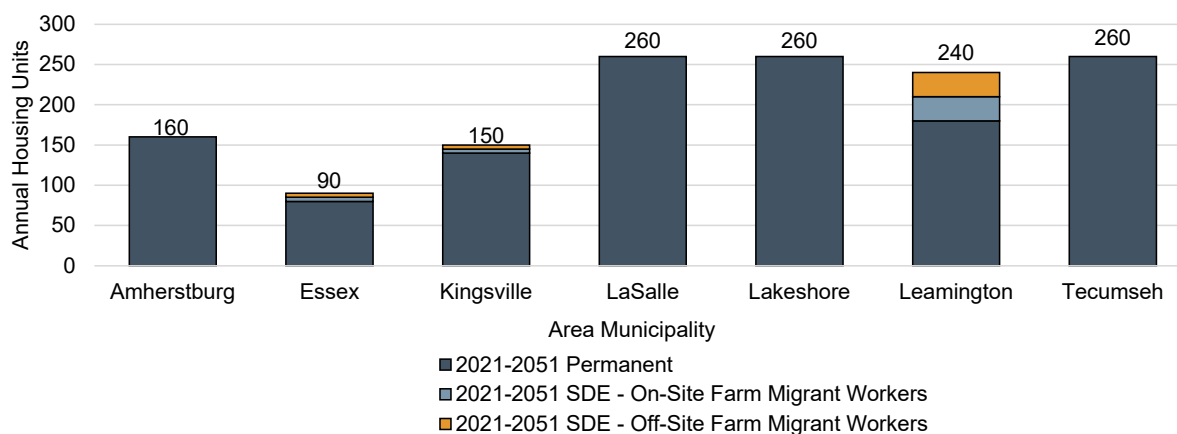 Annual Housing Units
300
250
200
150
100
50
0
160
90
150
260
260
240
260
Amherstburg
Essex
Kingsville
LaSalle
Lakeshore
Leamington
Tecumseh
Area Municipality
2021-2051 Permanent
2021-2051 SDE - On-Site Farm Migrant Workers
2021-2051 SDE - Off-Site Farm Migrant Workers